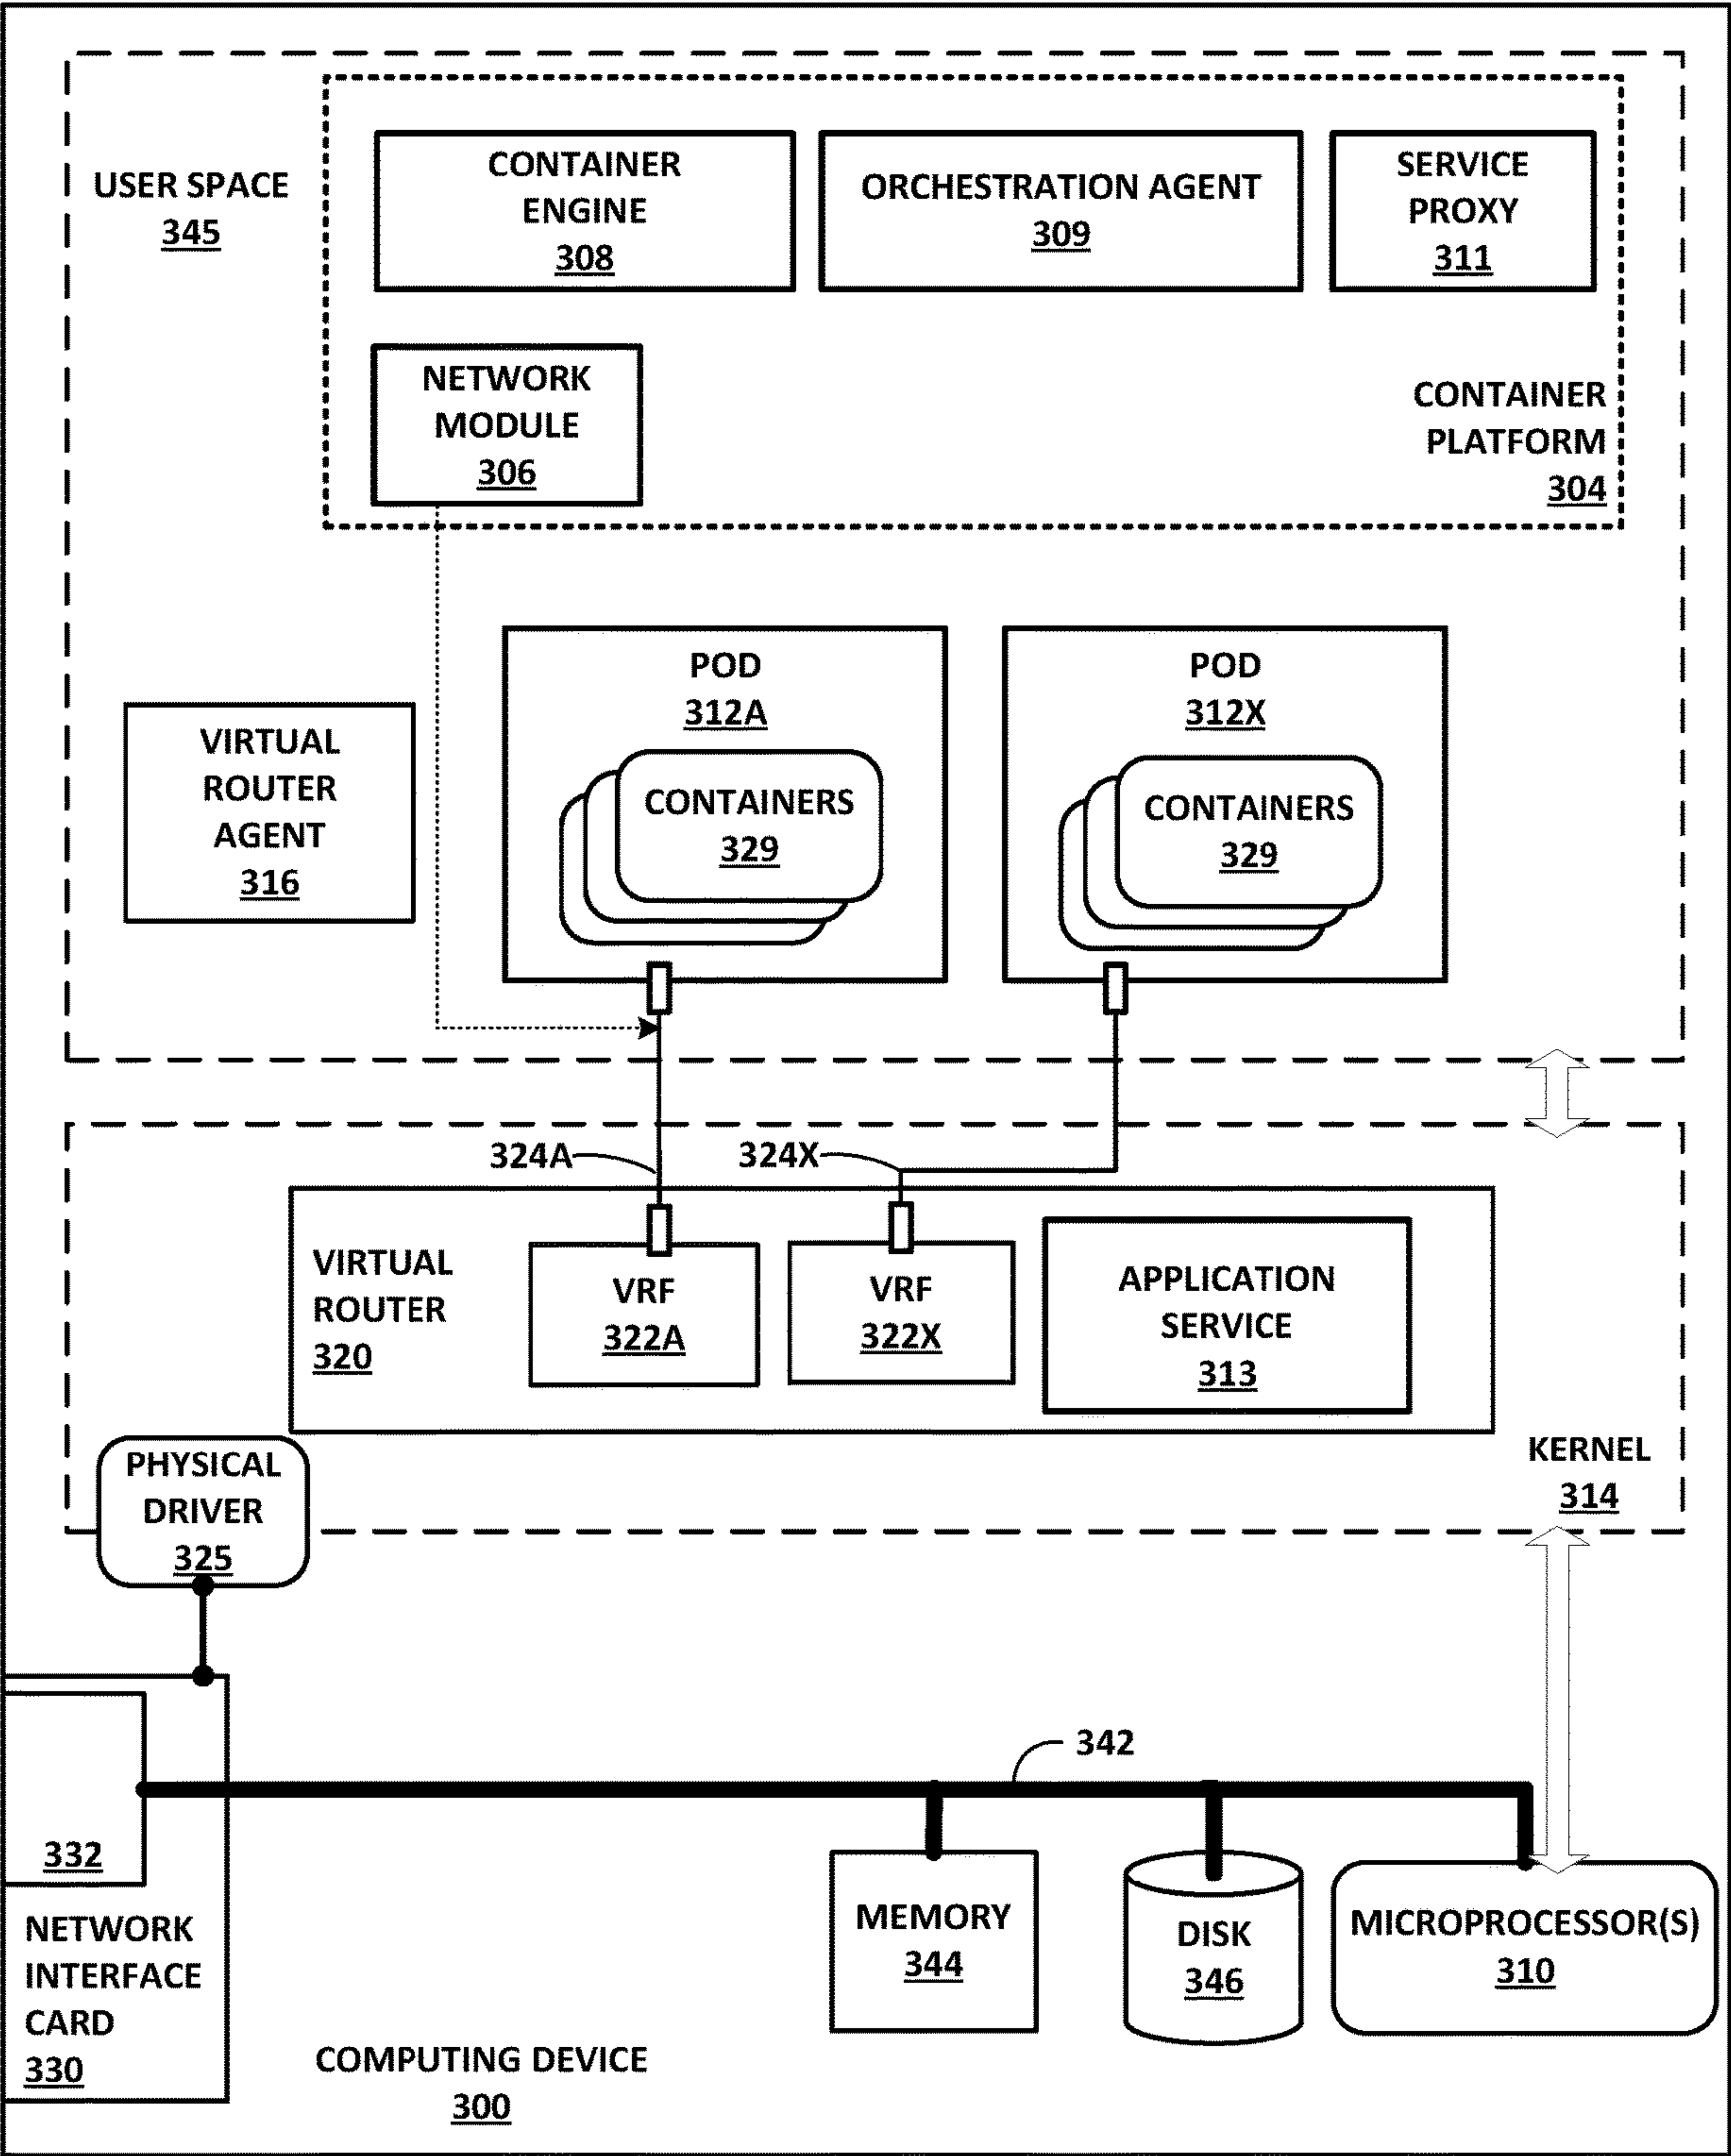 USER SPACE
345
CONTAINER
ENGINE
308
ORCHESTRATION AGENT
309
SERVICE
PROXY
311
NETWORK
MODULE
306
CONTAINER
PLATFORM
304
POD
312A
CONTAINERS
329
POD
312X
CONTAINERS
329
VIRTUAL
ROUTER
AGENT
316
324A
324X
VIRTUAL
ROUTER
320
VRF
322A
VRF
322X
APPLICATION
SERVICE
313
KERNEL
314
PHYSICAL
DRIVER
325
342
332
NETWORK
INTERFACE
CARD
330
MEMORY
344
DISK
346
MICROPROCESSOR(S)
310
COMPUTING DEVICE
300